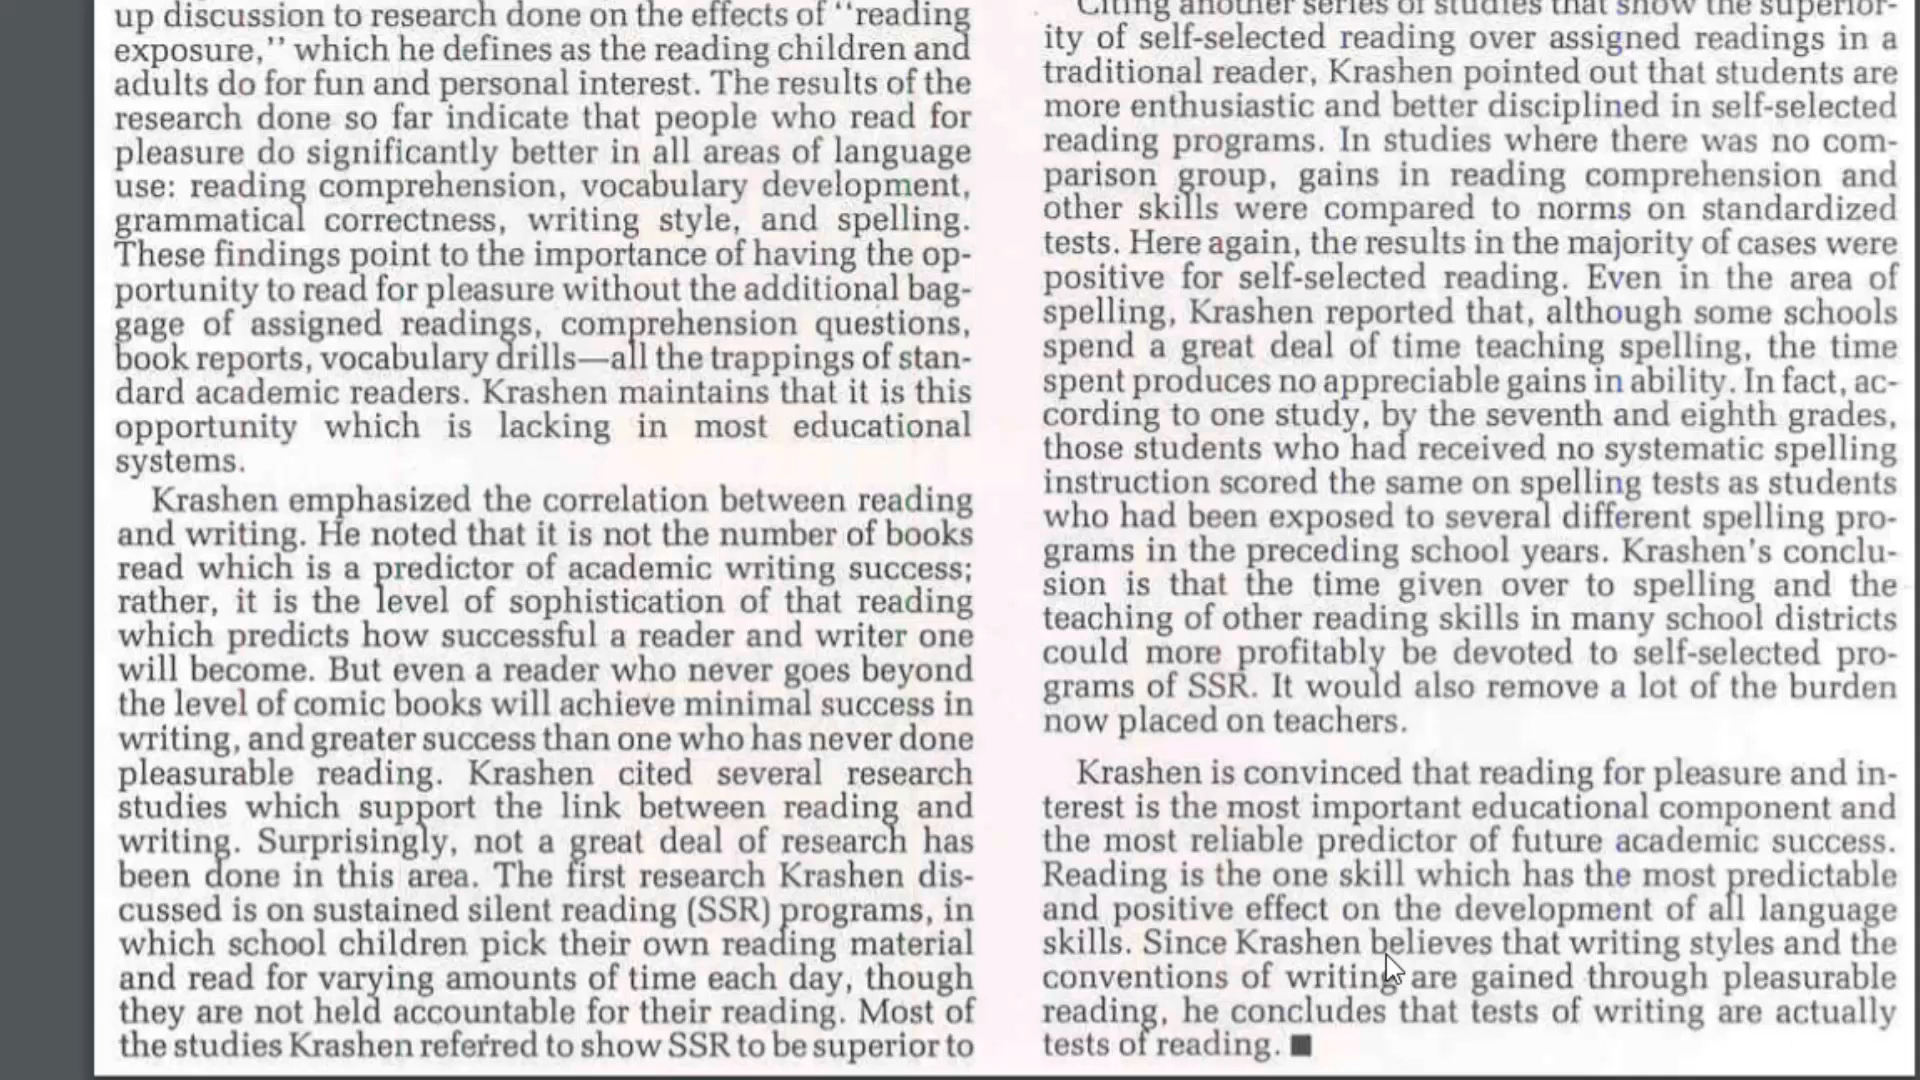 up discussion to research done on the effects of "reading
exposure," which he defines as the reading children and
adults do for fun and personal interest. The results of the
research done so far indicate that people who read for
pleasure do significantly better in all areas of language
use: reading comprehension, vocabulary development,
grammatical correctness, writing style, and spelling.
These findings point to the importance of having the op-
portunity to read for pleasure without the additional bag-
gage of assigned readings, comprehension questions,
book reports, vocabulary drills—all the trappings of stan-
dard academic readers. Krashen maintains that it is this
opportunity which is lacking in most educational
systems.
Krashen emphasized the correlation between reading
and writing. He noted that it is not the number of books
read which is a predictor of academic writing success;
rather, it is the level of sophistication of that reading
which predicts how successful a reader and writer one
will become. But even a reader who never goes beyond
the level of comic books will achieve minimal success in
writing, and greater success than one who has never done
pleasurable reading. Krashen cited several research
studies which support the link between reading and
writing. Surprisingly, not a great deal of research has
been done in this area. The first research Krashen dis-
cussed is on sustained silent reading (SSR) programs, in
which school children pick their own reading material
and read for varying amounts of time each day, though
they are not held accountable for their reading. Most of
the studies Krashen referred to show SSR to be superior to
Citing another series of studies that show the superior-
ity of self-selected reading over assigned readings in a
traditional reader, Krashen pointed out that students are
more enthusiastic and better disciplined in self-selected
reading programs. In studies where there was no com-
parison group, gains in reading comprehension and
other skills were compared to norms on standardized
tests. Here again, the results in the majority of cases were
positive for self-selected reading. Even in the area of
spelling, Krashen reported that, although some schools
spend a great deal of time teaching spelling, the time
spent produces no appreciable gains in ability. In fact, ac-
cording to one study, by the seventh and eighth grades,
those students who had received no systematic spelling
instruction scored the same on spelling tests as students
who had been exposed to several different spelling pro-
grams in the preceding school years. Krashen's conclu-
sion is that the time given over to spelling and the
teaching of other reading skills in many school districts
could more profitably be devoted to self-selected pro-
grams of SSR. It would also remove a lot of the burden
now placed on teachers.
Krashen is convinced that reading for pleasure and in-
terest is the most important educational component and
the most reliable predictor of future academic success.
Reading is the one skill which has the most predictable
and positive effect on the development of all language
skills. Since Krashen believes that writing styles and the
conventions of writing are gained through pleasurable
reading, he concludes that tests of writing are actually
tests of reading. ■